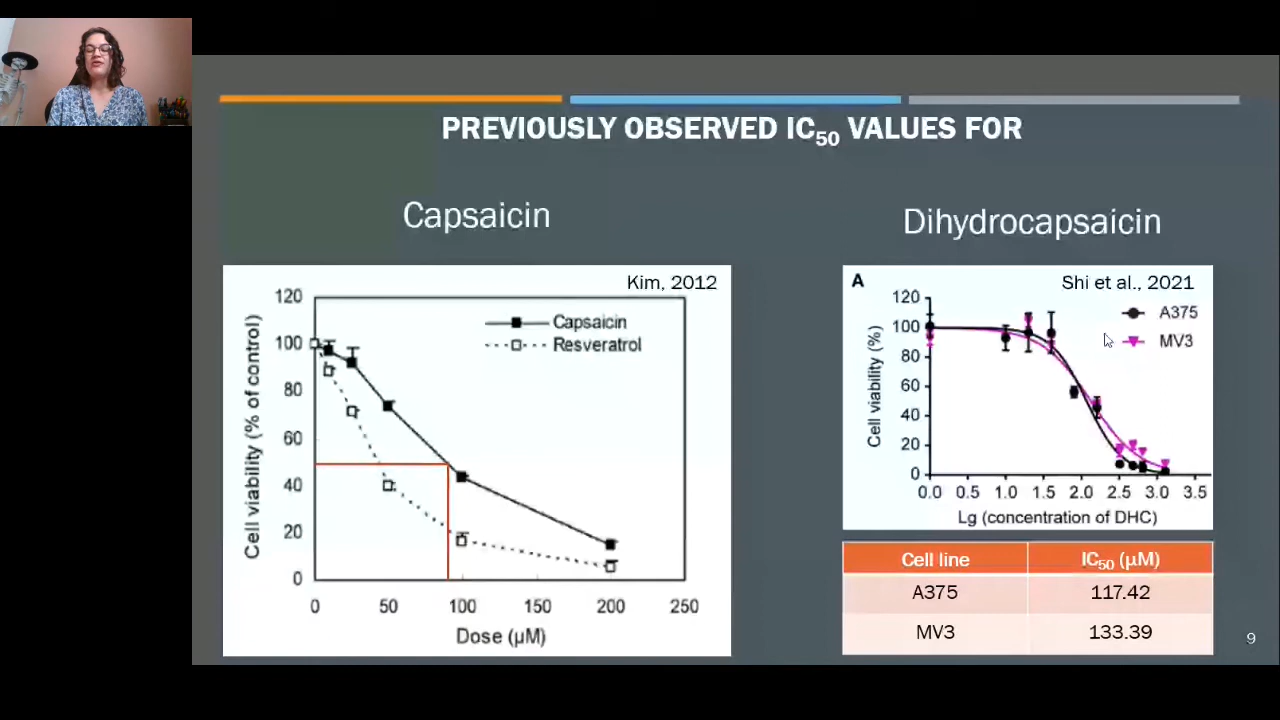 PREVIOUSLY OBSERVED IC50 VALUES FOR
Capsaicin
Kim, 2012
Cell viability (% of control)
120
100
80
60
40
20
0
Capsaicin
Resveratrol
0 50 100 150 200 250
Dose (µM)
Dihydrocapsaicin
A
Shi et al., 2021
Cell viability (%)
120
100
80
60
40
20
0
A375
MV3
0.0 0.5 1.0 1.5 2.0 2.5 3.0 3.5
Lg (concentration of DHC)
Cell line IC50 (µM)
A375 117.42
MV3 133.39
9